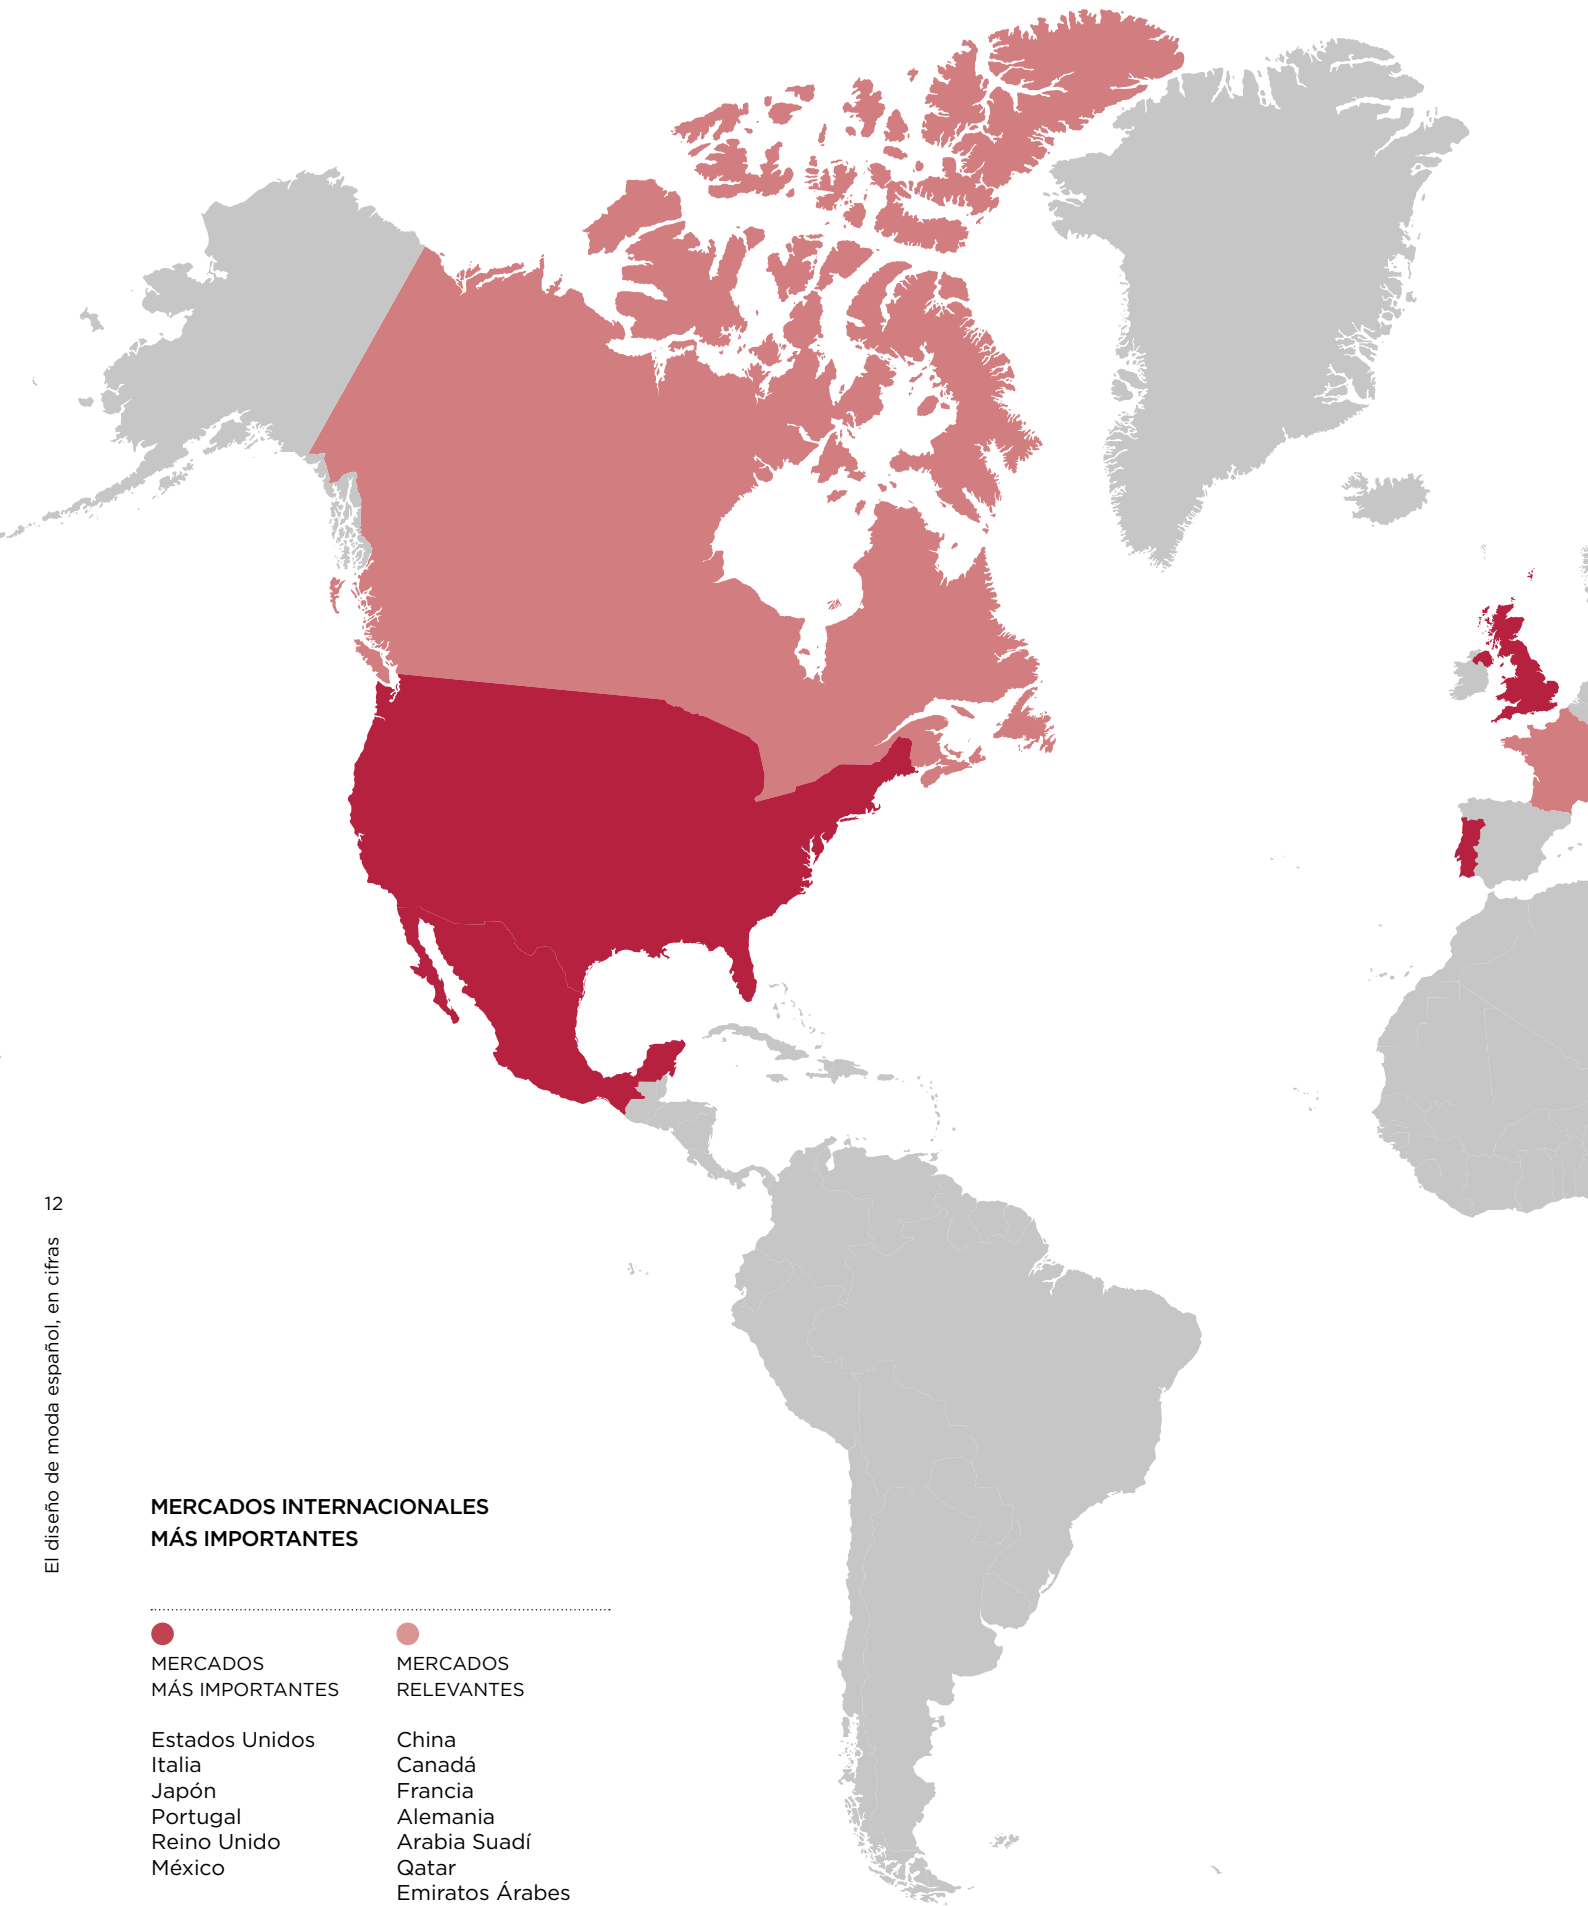 12
El diseño de moda español, en cifras
MERCADOS INTERNACIONALES
MÁS IMPORTANTES
MERCADOS
MÁS IMPORTANTES
Estados Unidos
Italia
Japón
Portugal
Reino Unido
México
MERCADOS
RELEVANTES
China
Canadá
Francia
Alemania
Arabia Suadí
Qatar
Emiratos Árabes